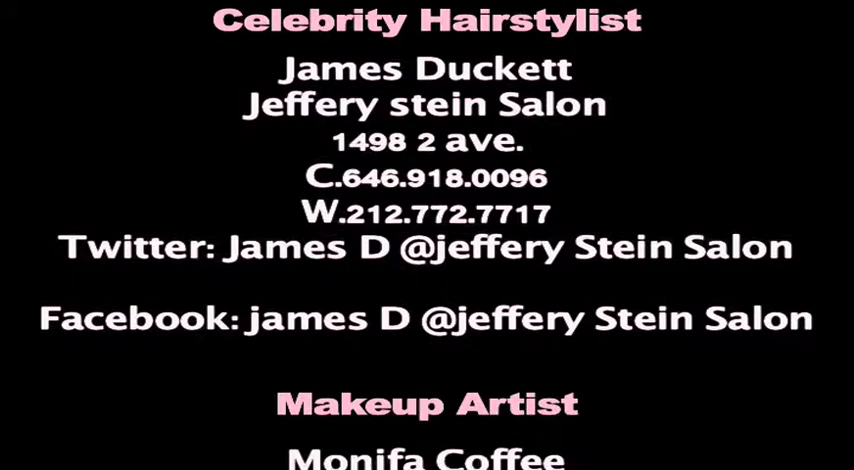 Celebrity Hairstylist
James Duckett
Jeffery stein Salon
1498 2 ave.
C.646.918.0096
W.212.772.7717
Twitter: James D @jeffery Stein Salon
Facebook: james D @jeffery Stein Salon
Makeup Artist
Monifa Coffee